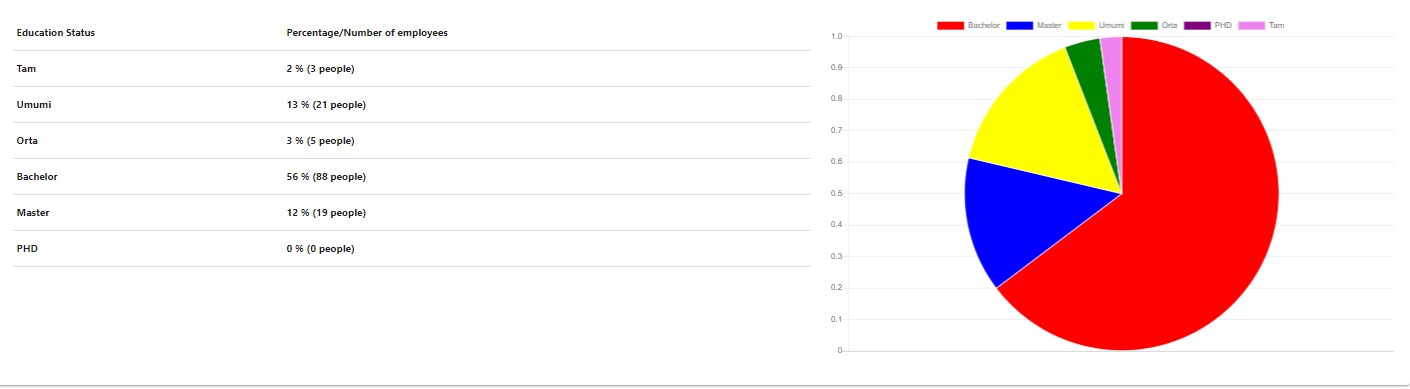 Education Status Percentage/Number of employees
Tam 2 % (3 people)
Umumi 13 % (21 people)
Orta 3 % (5 people)
Bachelor 56 % (88 people)
Master 12 % (19 people)
PHD 0 % (0 people)
Bachelor Master Umumi Orta PHD Tam
1.0
0.9
0.8
0.7
0.6
0.5
0.4
0.3
0.2
0.1
0